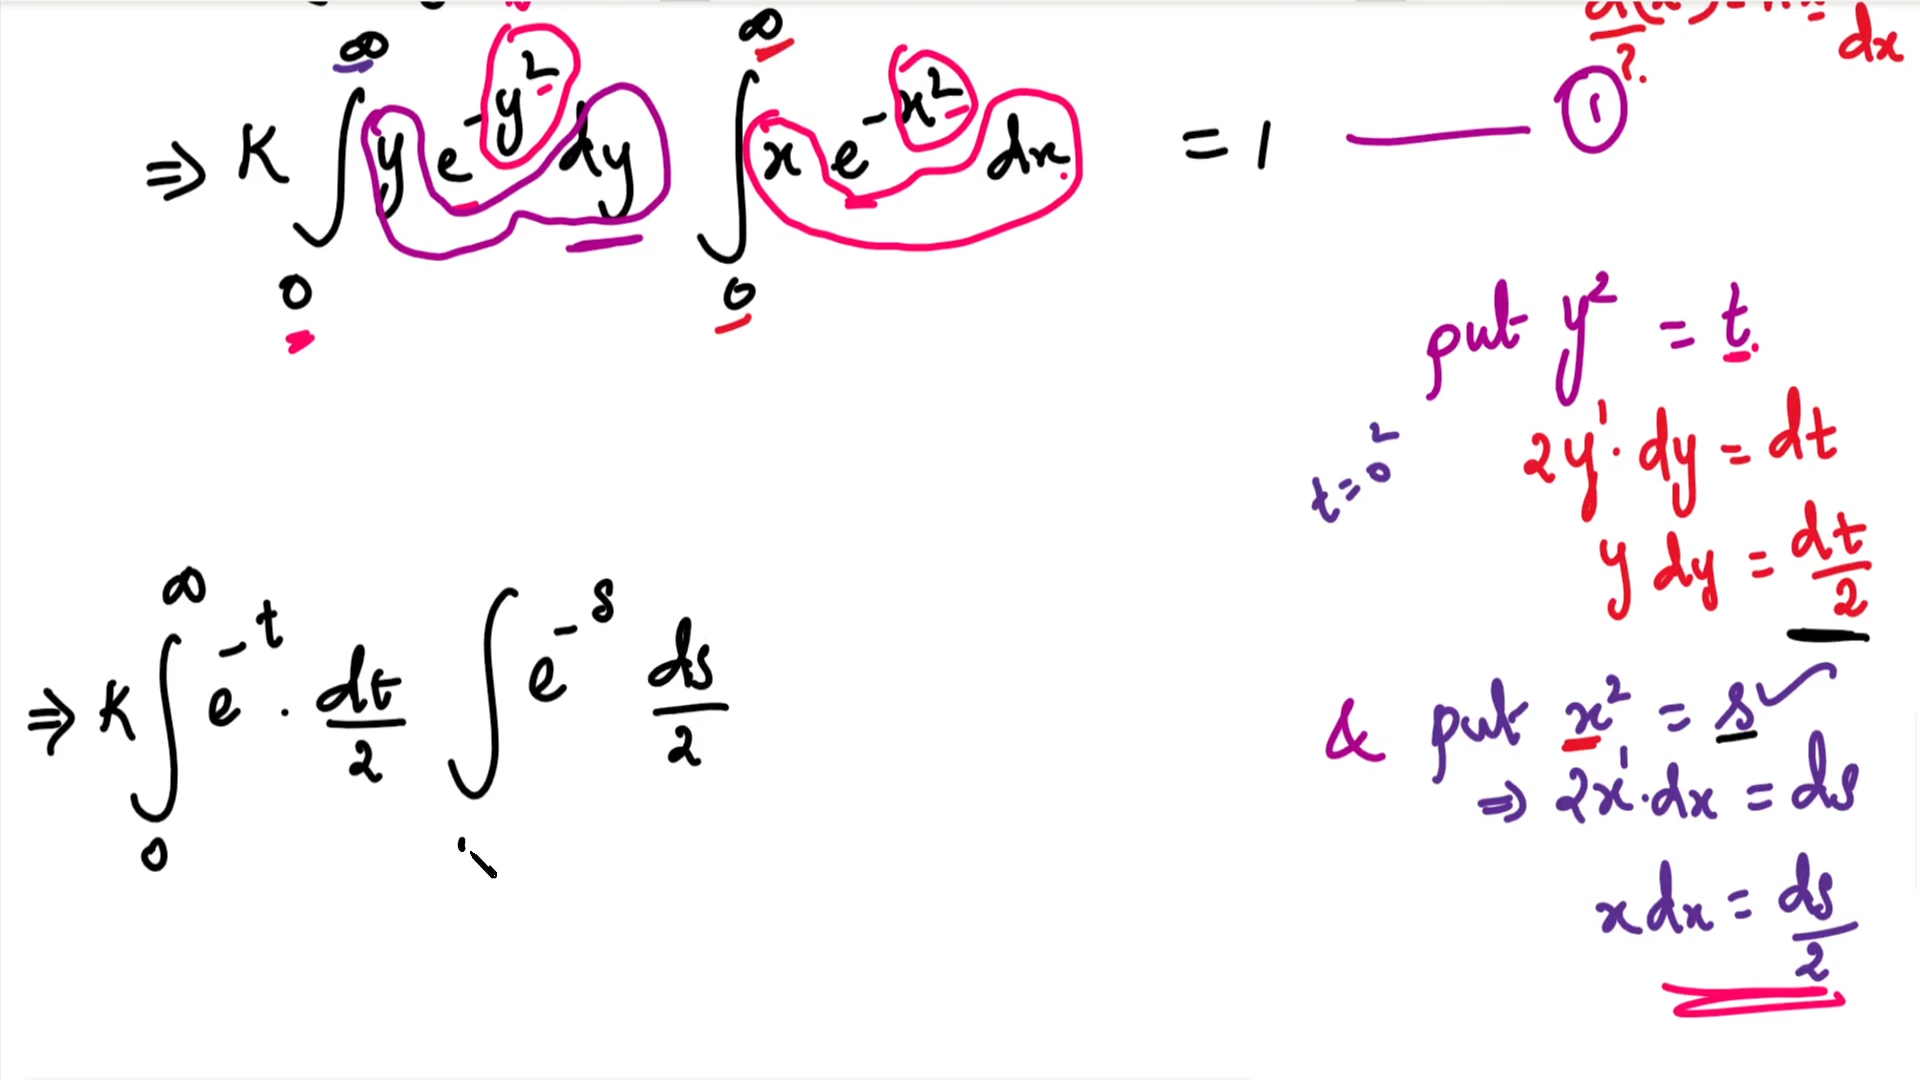 ⇒ K ∫₀^∞ y e^{-y²} dy ∫₀^∞ x e^{-x²} dx = 1 —— ①
dx
?.
put y² = t.
2y¹·dy = dt
t = 0²
y dy = dt/2
⇒ K ∫₀^∞ e^{-t} · dt/2 ∫ e^{-s} ds/2
& put x² = s ✓
⇒ 2x¹·dx = ds
x dx = ds/2